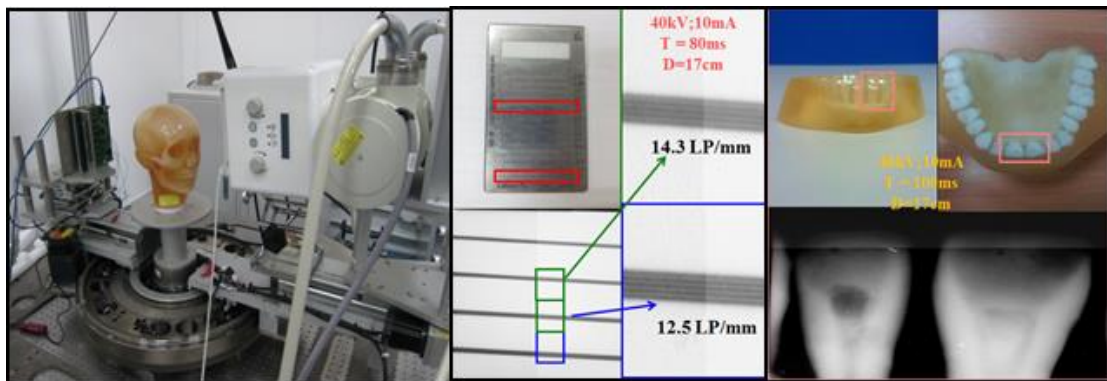 40kV;10mA
T = 80ms
D=17cm
14.3 LP/mm
12.5 LP/mm
40kV;10mA
T = 100ms
D=17cm